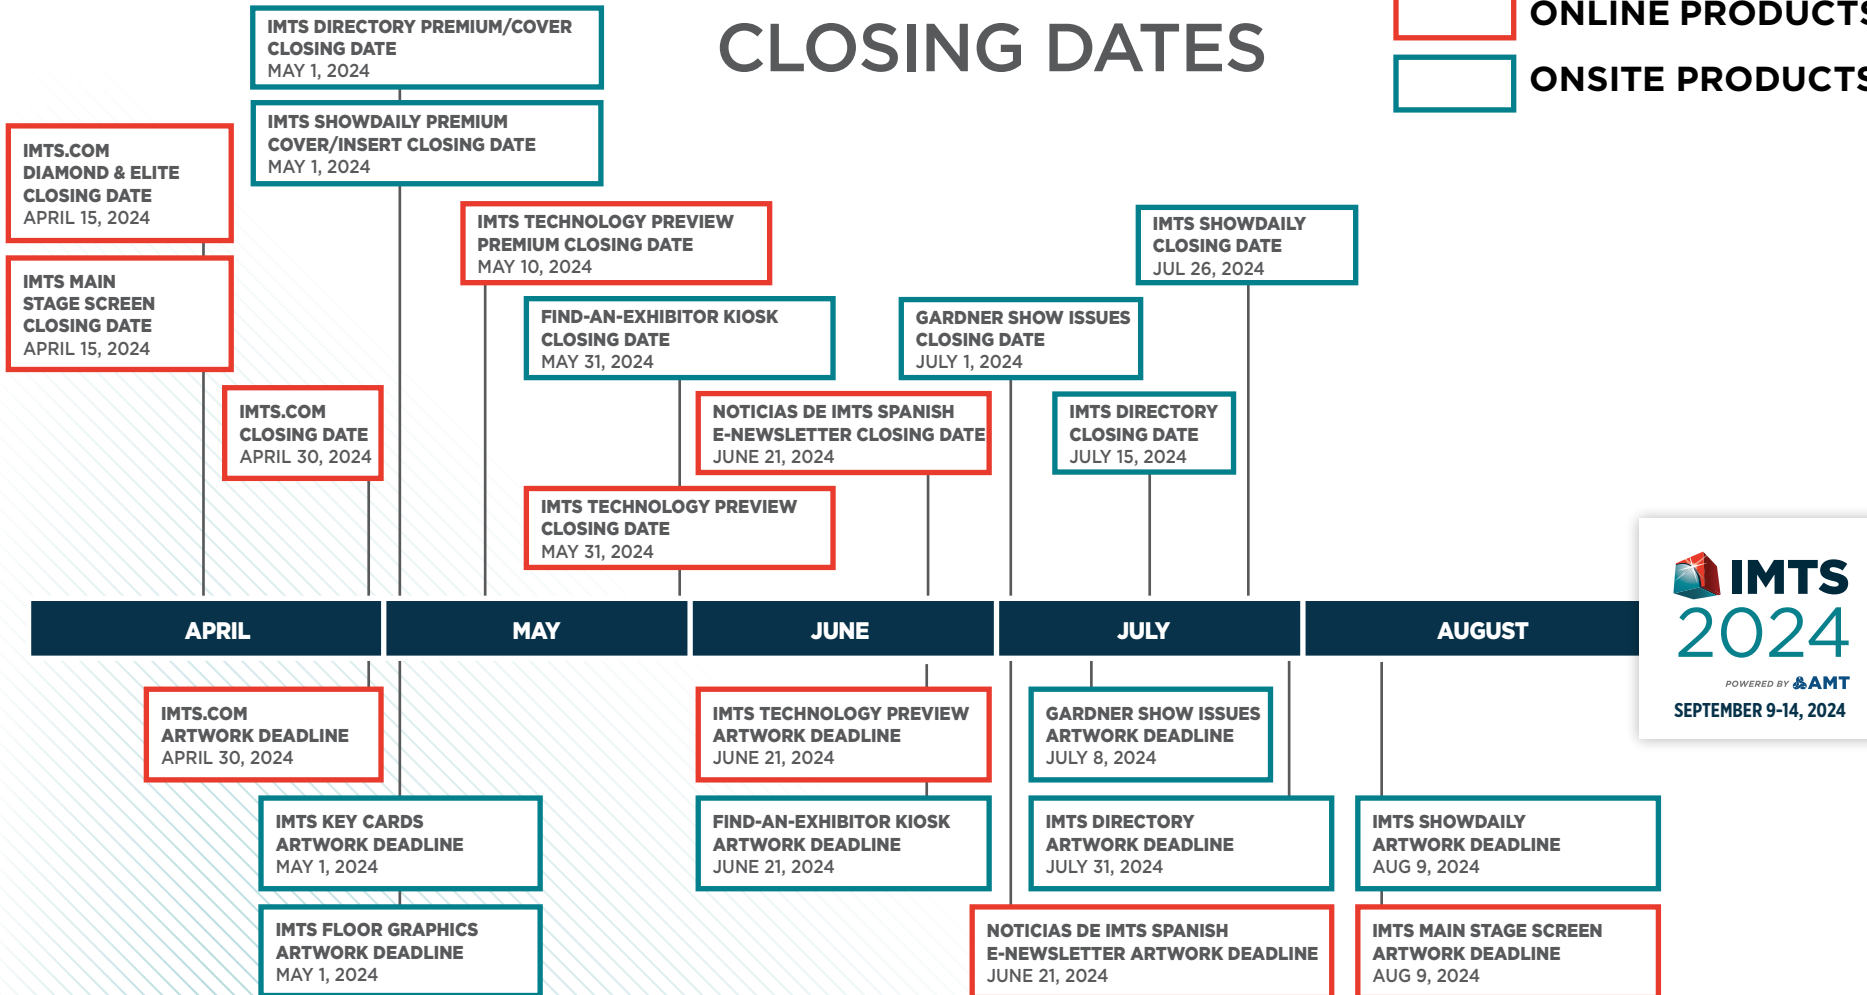 CLOSING DATES
ONLINE PRODUCTS
ONSITE PRODUCTS
IMTS DIRECTORY PREMIUM/COVER
CLOSING DATE
MAY 1, 2024
IMTS SHOWDAILY PREMIUM
COVER/INSERT CLOSING DATE
MAY 1, 2024
IMTS.COM
DIAMOND & ELITE
CLOSING DATE
APRIL 15, 2024
IMTS MAIN
STAGE SCREEN
CLOSING DATE
APRIL 15, 2024
IMTS.COM
CLOSING DATE
APRIL 30, 2024
IMTS TECHNOLOGY PREVIEW
PREMIUM CLOSING DATE
MAY 10, 2024
FIND-AN-EXHIBITOR KIOSK
CLOSING DATE
MAY 31, 2024
NOTICIAS DE IMTS SPANISH
E-NEWSLETTER CLOSING DATE
JUNE 21, 2024
IMTS TECHNOLOGY PREVIEW
CLOSING DATE
MAY 31, 2024
GARDNER SHOW ISSUES
CLOSING DATE
JULY 1, 2024
IMTS DIRECTORY
CLOSING DATE
JULY 15, 2024
IMTS SHOWDAILY
CLOSING DATE
JUL 26, 2024
APRIL
MAY
JUNE
JULY
AUGUST
IMTS
2024
POWERED BY AMT
SEPTEMBER 9-14, 2024
IMTS.COM
ARTWORK DEADLINE
APRIL 30, 2024
IMTS KEY CARDS
ARTWORK DEADLINE
MAY 1, 2024
IMTS FLOOR GRAPHICS
ARTWORK DEADLINE
MAY 1, 2024
IMTS TECHNOLOGY PREVIEW
ARTWORK DEADLINE
JUNE 21, 2024
FIND-AN-EXHIBITOR KIOSK
ARTWORK DEADLINE
JUNE 21, 2024
GARDNER SHOW ISSUES
ARTWORK DEADLINE
JULY 8, 2024
IMTS DIRECTORY
ARTWORK DEADLINE
JULY 31, 2024
NOTICIAS DE IMTS SPANISH
E-NEWSLETTER ARTWORK DEADLINE
JUNE 21, 2024
IMTS SHOWDAILY
ARTWORK DEADLINE
AUG 9, 2024
IMTS MAIN STAGE SCREEN
ARTWORK DEADLINE
AUG 9, 2024